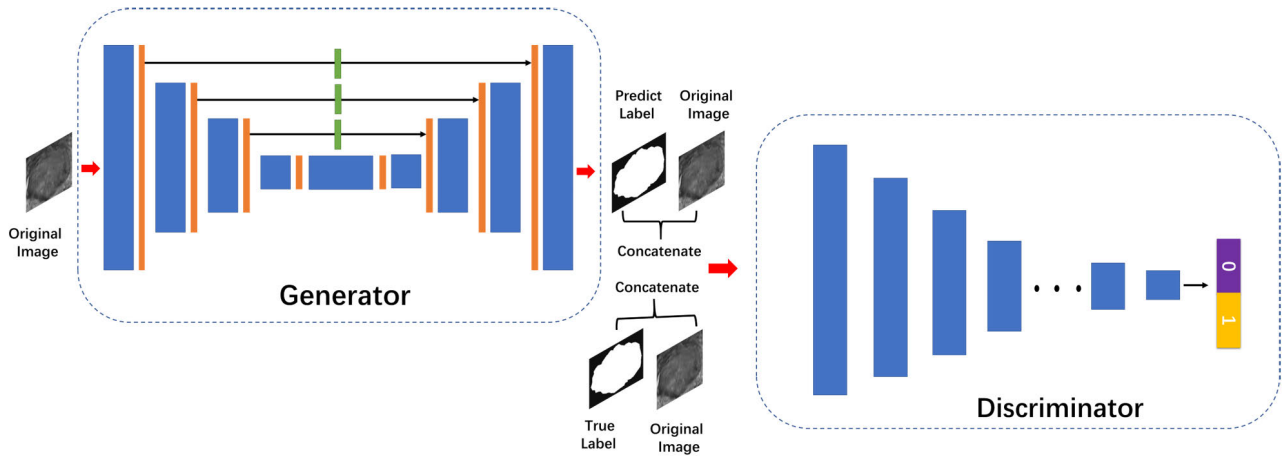 Original
Image
Generator
Predict
Label
Original
Image
Concatenate
Concatenate
True
Label
Original
Image
0
1
Discriminator